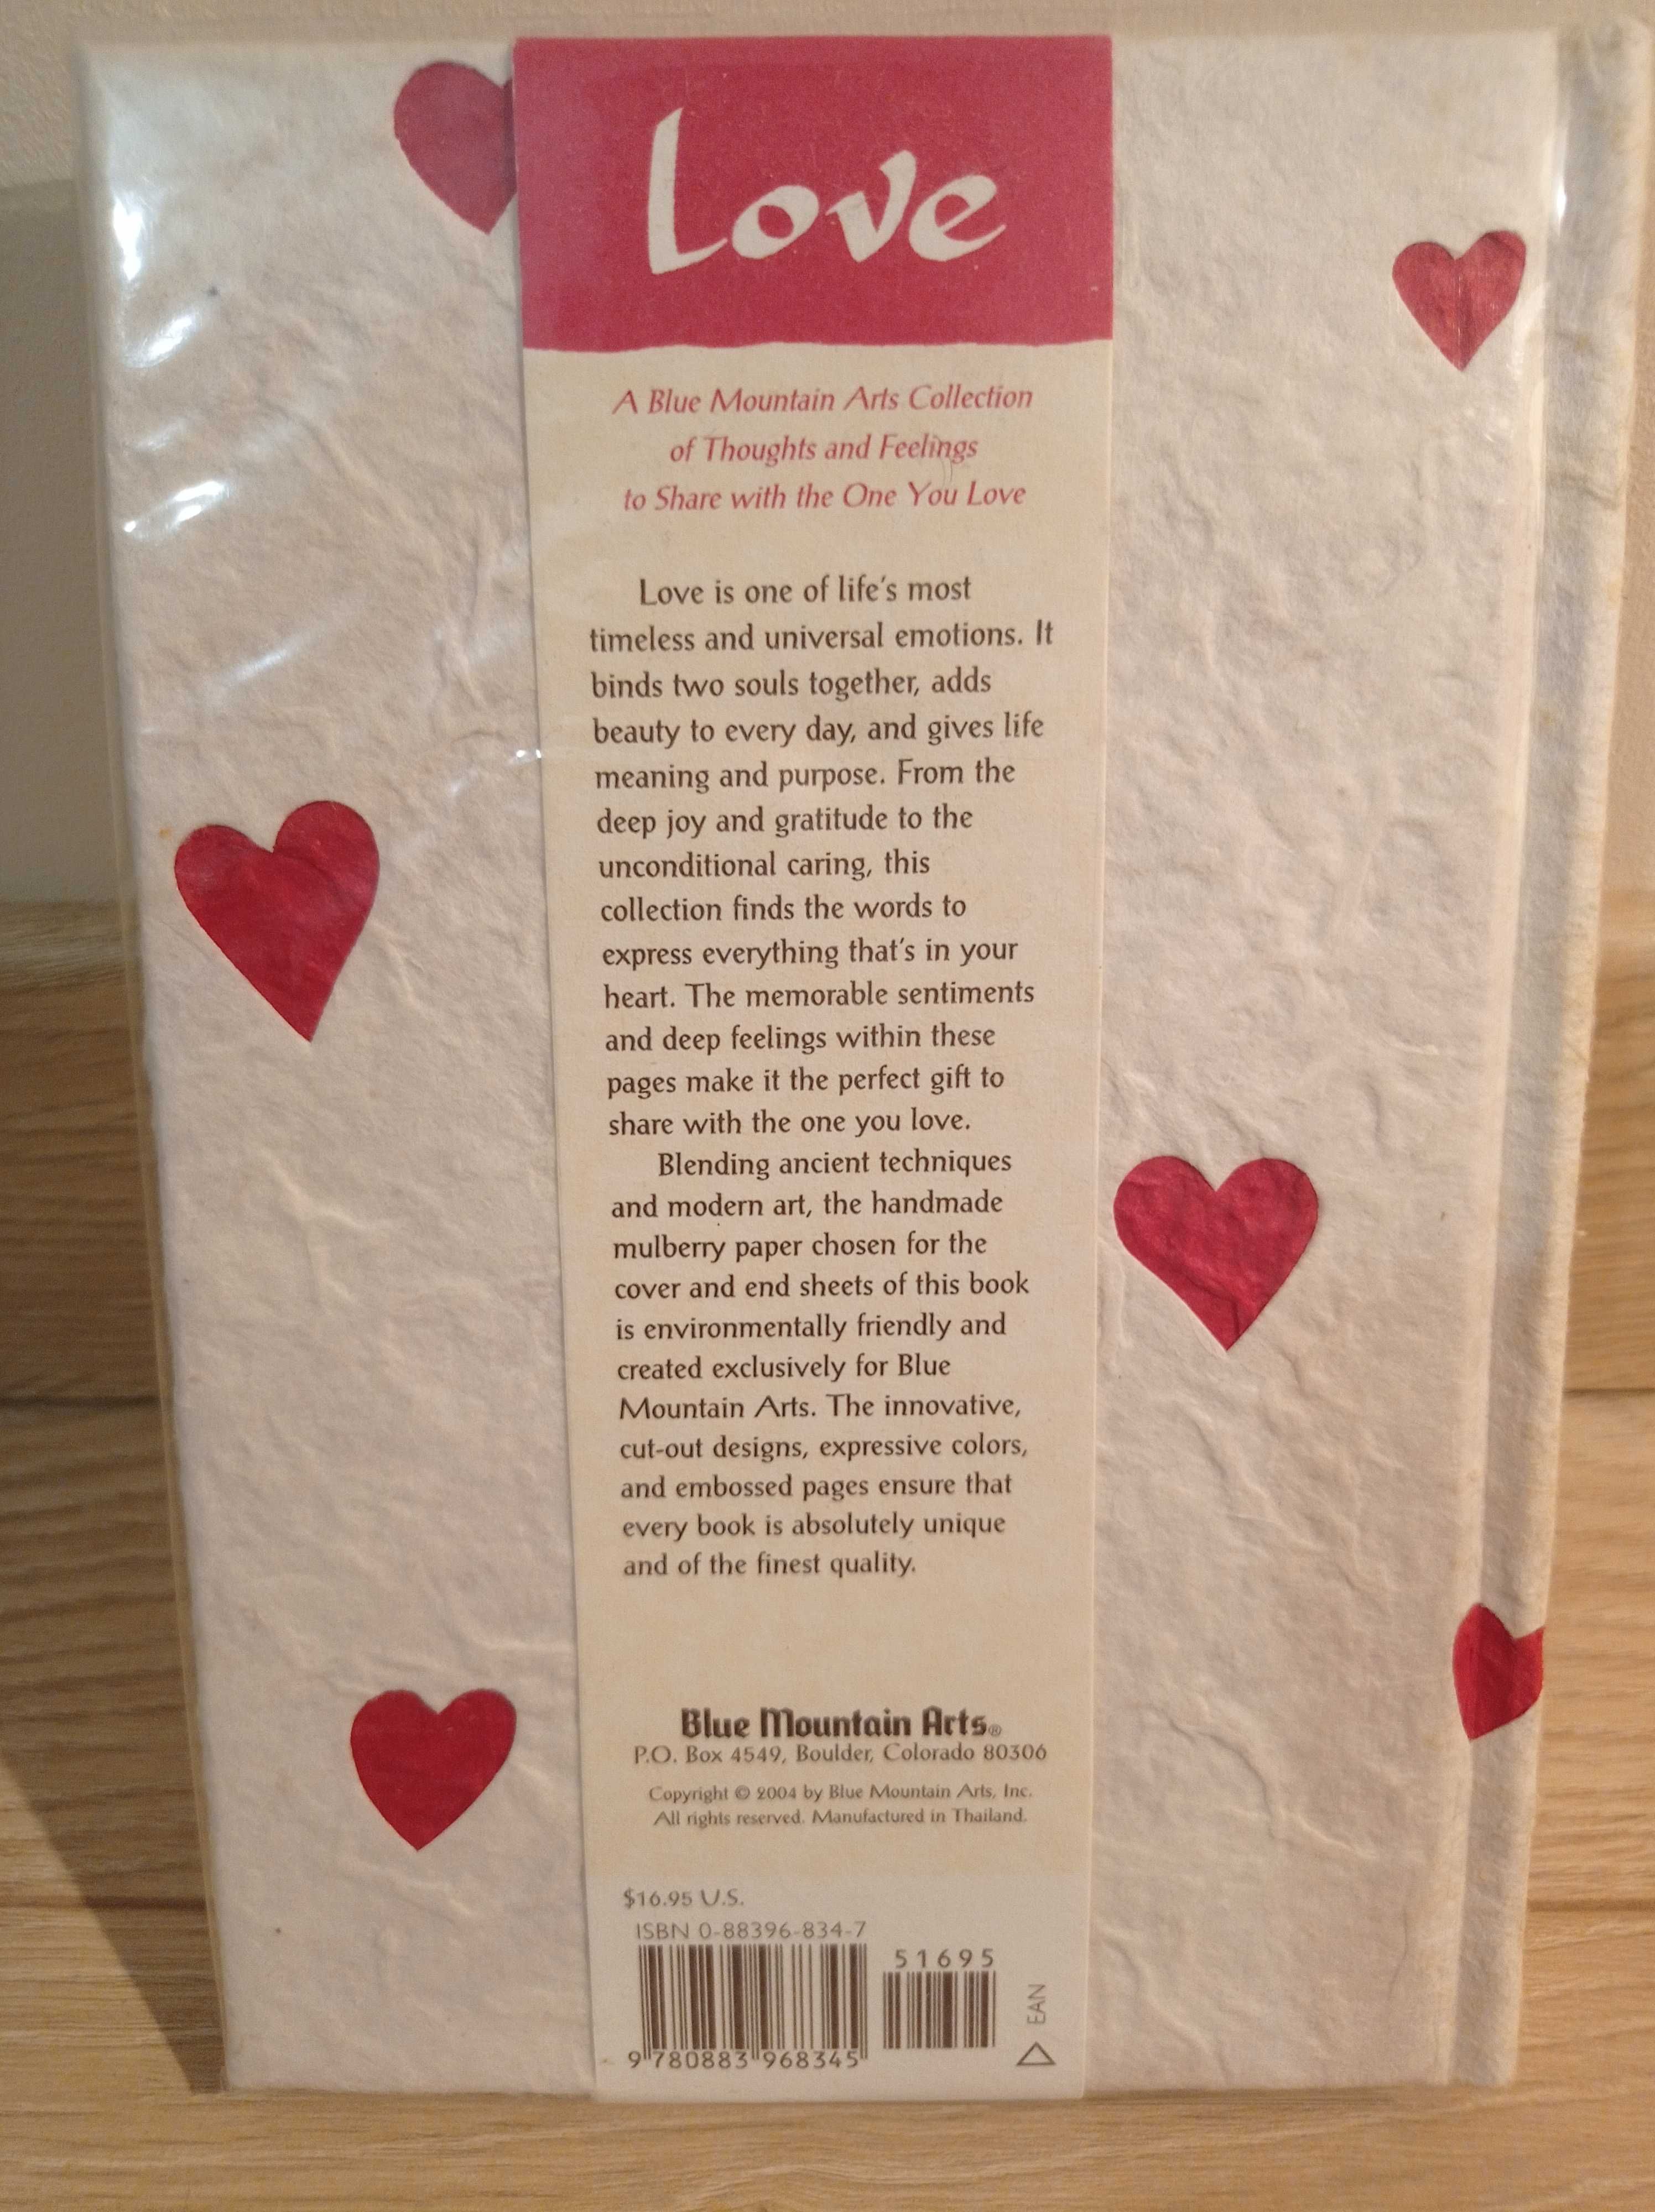 Love
A Blue Mountain Arts Collection
of Thoughts and Feelings
to Share with the One You Love
Love is one of life's most
timeless and universal emotions. It
binds two souls together, adds
beauty to every day, and gives life
meaning and purpose. From the
deep joy and gratitude to the
unconditional caring, this
collection finds the words to
express everything that's in your
heart. The memorable sentiments
and deep feelings within these
pages make it the perfect gift to
share with the one you love.
Blending ancient techniques
and modern art, the handmade
mulberry paper chosen for the
cover and end sheets of this book
is environmentally friendly and
created exclusively for Blue
Mountain Arts. The innovative,
cut-out designs, expressive colors,
and embossed pages ensure that
every book is absolutely unique
and of the finest quality.
Blue Mountain Arts®
P.O. Box 4549, Boulder, Colorado 80306
Copyright © 2004 by Blue Mountain Arts, Inc.
All rights reserved. Manufactured in Thailand.
$16.95 U.S.
ISBN 0-88396-834-7
51695
EAN
9 780883 968345